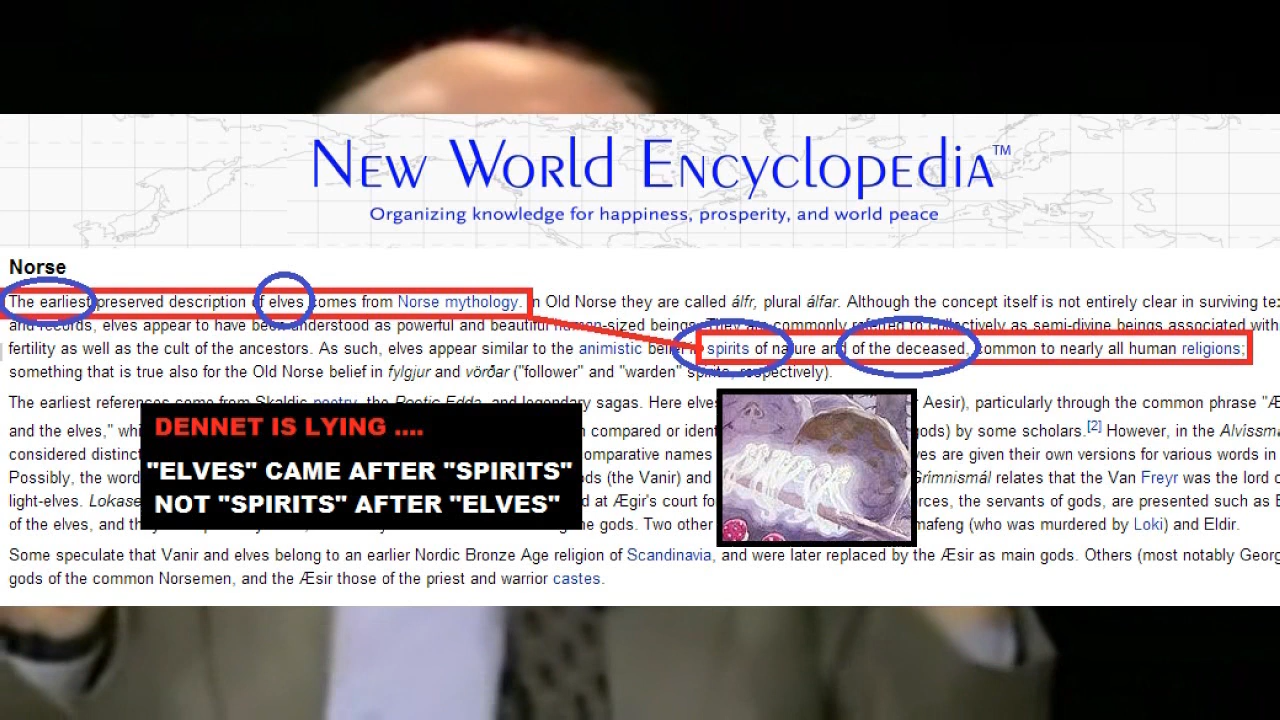 NEW WORLD ENCYCLOPEDIA™
Organizing knowledge for happiness, prosperity, and world peace
Norse
The earliest preserved description of elves comes from Norse mythology. In Old Norse they are called álfr, plural álfar. Although the concept itself is not entirely clear in surviving
and records, elves appear to have been understood as powerful and beautiful human-sized beings. They are commonly referred to collectively as semi-divine beings associated with
fertility as well as the cult of the ancestors. As such, elves appear similar to the animistic belief in spirits of nature and of the deceased, common to nearly all human religions;
something that is true also for the Old Norse belief in fylgjur and vörðar ("follower" and "warden" spirits, respectively).
The earliest references come from Skaldic poetry, the Poetic Edda, and legendary sagas. Here elves Aesir), particularly through the common phrase
and the elves," compared or gods) by some scholars.[2] However, in the
considered comparative names are given their own versions for various words in
Possibly, the word (the Vanir) and Grímnismál relates that the Van Freyr was the lord
light-elves. at Ægir's court the servants of gods, are presented such as
of the elves, and the gods. Two other (who was murdered by Loki) and Eldir.
Some speculate that Vanir and elves belong to an earlier Nordic Bronze Age religion of Scandinavia, and were later replaced by the Æsir as main gods. Others (most notably
gods of the common Norsemen, and the Æsir those of the priest and warrior castes.
DENNET IS LYING ....
"ELVES" CAME AFTER "SPIRITS"
NOT "SPIRITS" AFTER "ELVES"